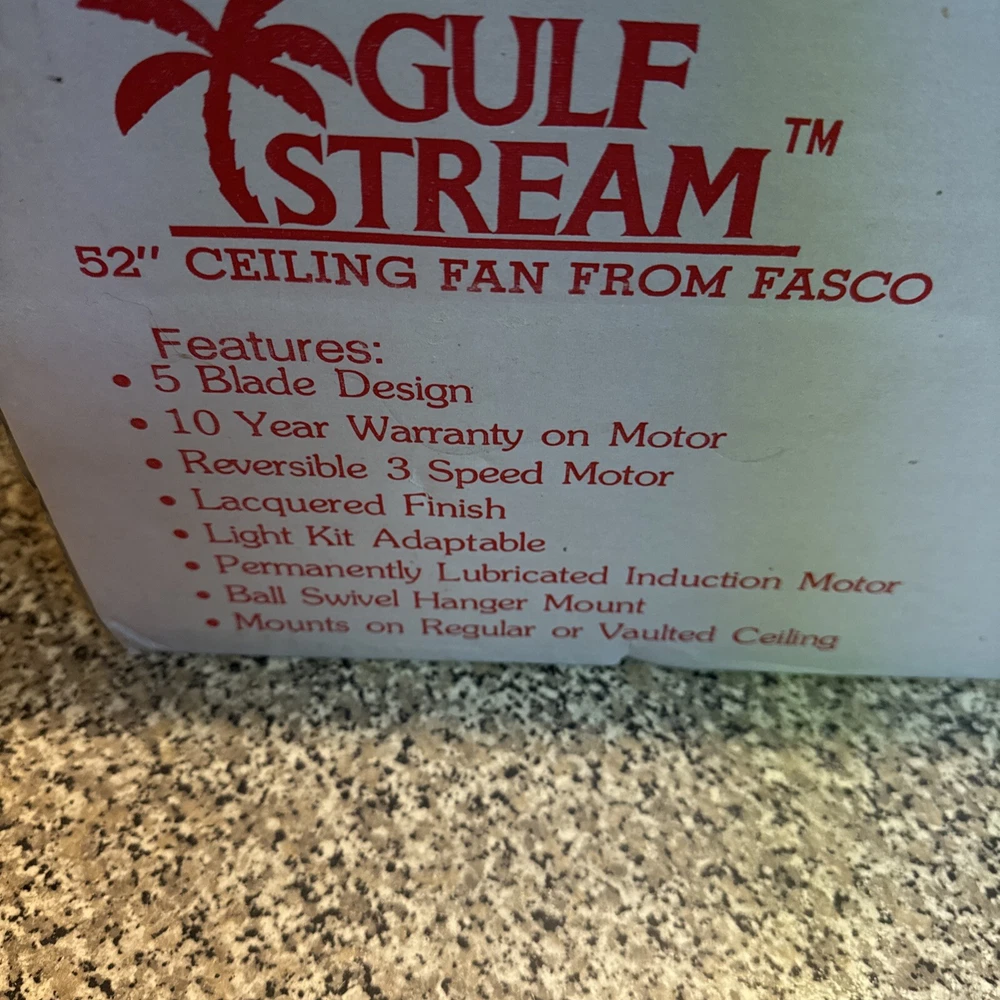 GULF
STREAM™
52" CEILING FAN FROM FASCO
Features:
• 5 Blade Design
• 10 Year Warranty on Motor
• Reversible 3 Speed Motor
• Lacquered Finish
• Light Kit Adaptable
• Permanently Lubricated Induction Motor
• Ball Swivel Hanger Mount
• Mounts on Regular or Vaulted Ceiling